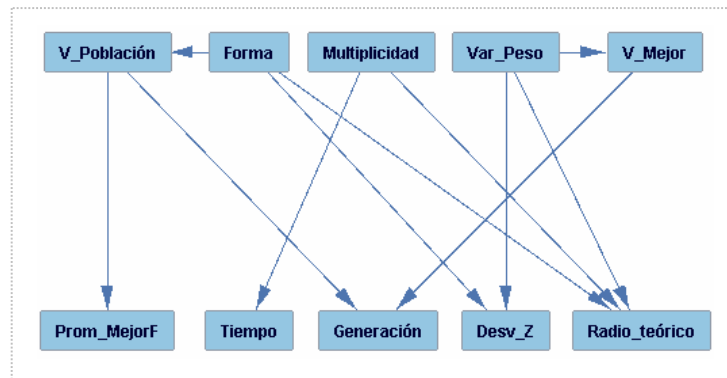 V_Población
Forma
Multiplicidad
Var_Peso
V_Mejor
Prom_MejorF
Tiempo
Generación
Desv_Z
Radio_teórico